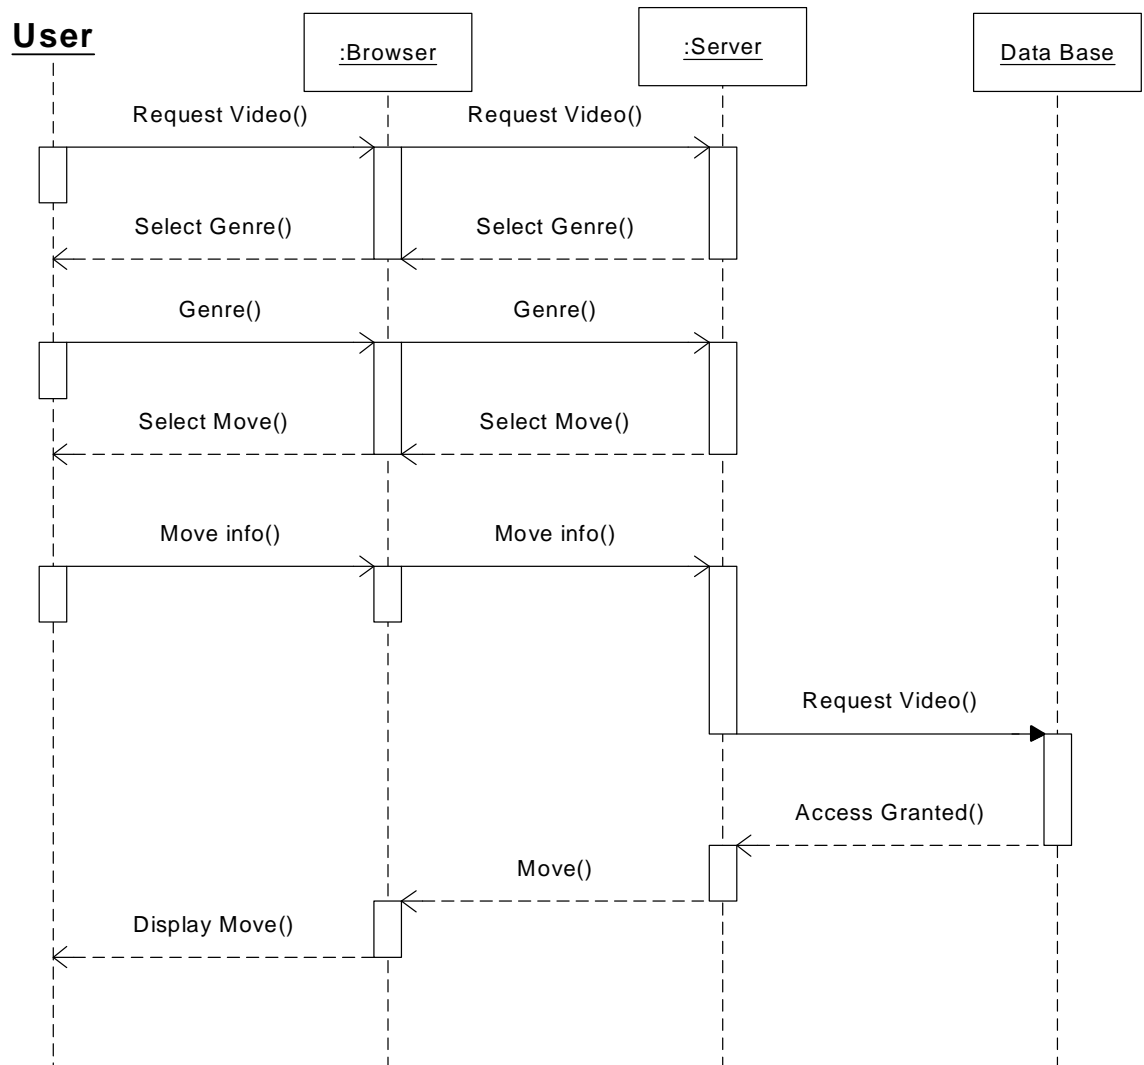 User
:Browser
:Server
Data Base
Request Video()
Request Video()
Select Genre()
Select Genre()
Genre()
Genre()
Select Move()
Select Move()
Move info()
Move info()
Request Video()
Access Granted()
Move()
Display Move()